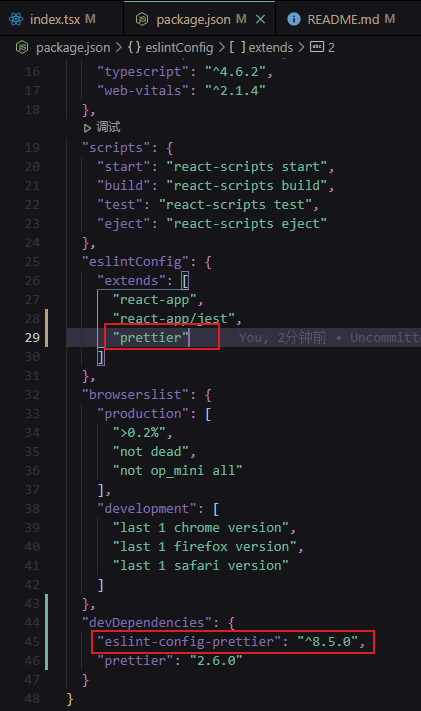 index.tsx package.json × README.md
package.json > {} eslintConfig > [ ] extends > abc 2
16 "typescript": "^4.6.2",
17 "web-vitals": "^2.1.4"
18 },
调试
19 "scripts": {
20 "start": "react-scripts start",
21 "build": "react-scripts build",
22 "test": "react-scripts test",
23 "eject": "react-scripts eject"
24 },
25 "eslintConfig": {
26 "extends": [
27 "react-app",
28 "react-app/jest",
29 "prettier" You, 2分钟前 • Uncommitte
30 ]
31 },
32 "browserslist": {
33 "production": [
34 ">0.2%",
35 "not dead",
36 "not op_mini all"
37 ],
38 "development": [
39 "last 1 chrome version",
40 "last 1 firefox version",
41 "last 1 safari version"
42 ]
43 },
44 "devDependencies": {
45 "eslint-config-prettier": "^8.5.0",
46 "prettier": "2.6.0"
47 }
48 }